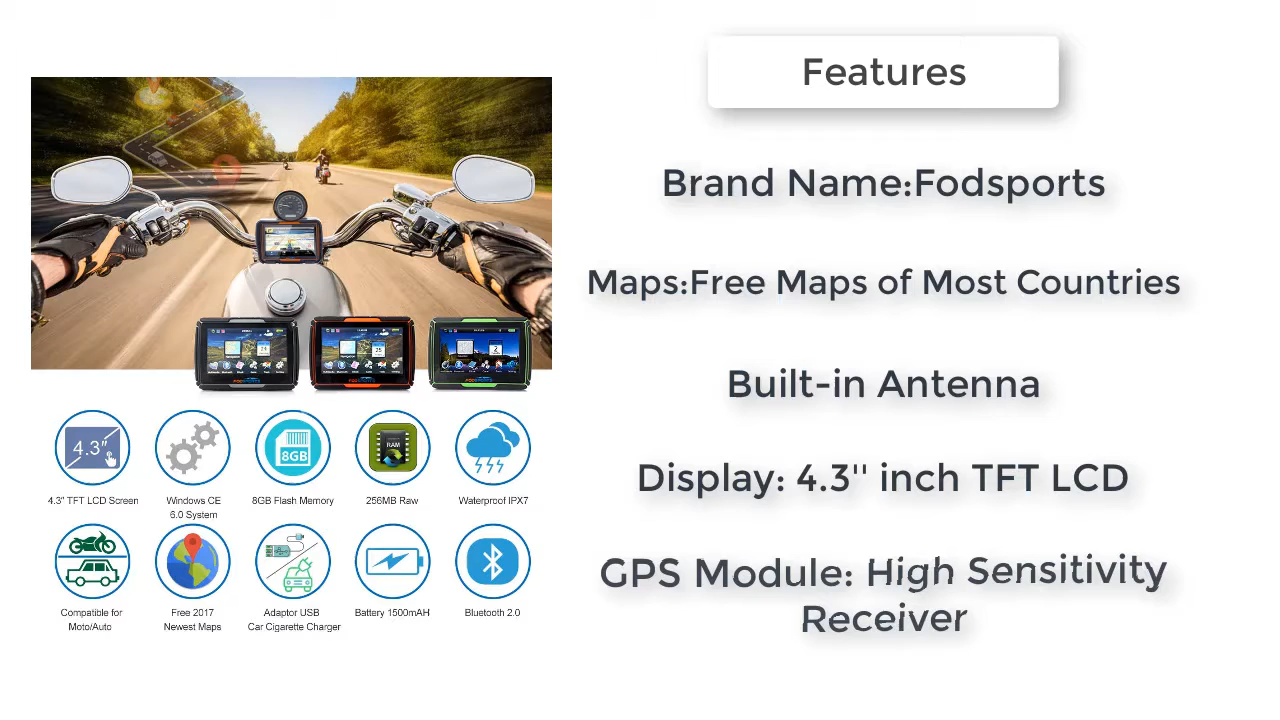 Features
Brand Name:Fodsports
Maps:Free Maps of Most Countries
Built-in Antenna
Display: 4.3'' inch TFT LCD
GPS Module: High Sensitivity
Receiver
4.3"
8GB
RAM
4.3" TFT LCD Screen
Windows CE
6.0 System
8GB Flash Memory
256MB Raw
Waterproof IPX7
Compatible for
Moto/Auto
Free 2017
Newest Maps
Adaptor USB
Car Cigarette Charger
Battery 1500mAH
Bluetooth 2.0